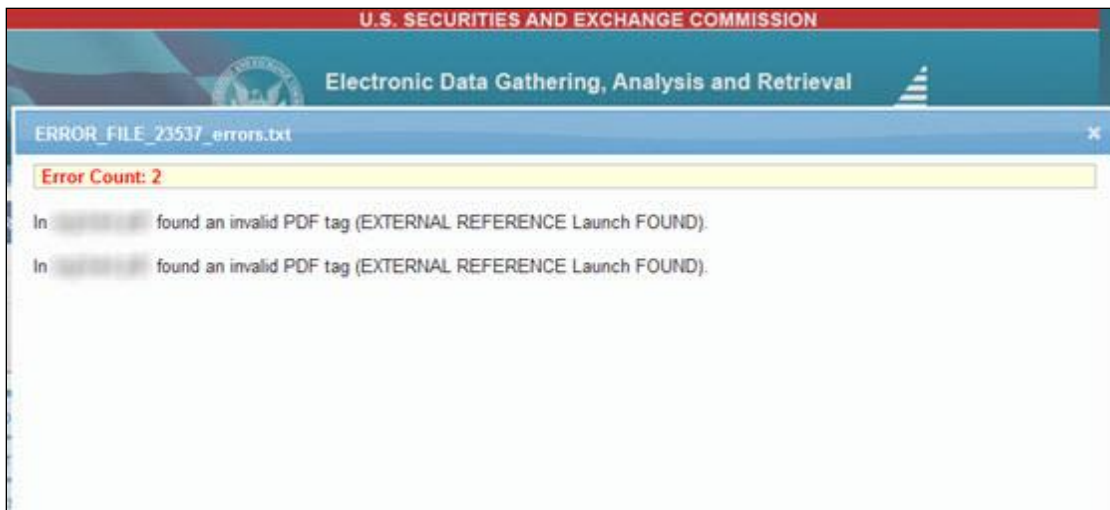 U.S. SECURITIES AND EXCHANGE COMMISSION
Electronic Data Gathering, Analysis and Retrieval
ERROR_FILE_23537_errors.txt
Error Count: 2
In found an invalid PDF tag (EXTERNAL REFERENCE Launch FOUND).
In found an invalid PDF tag (EXTERNAL REFERENCE Launch FOUND).